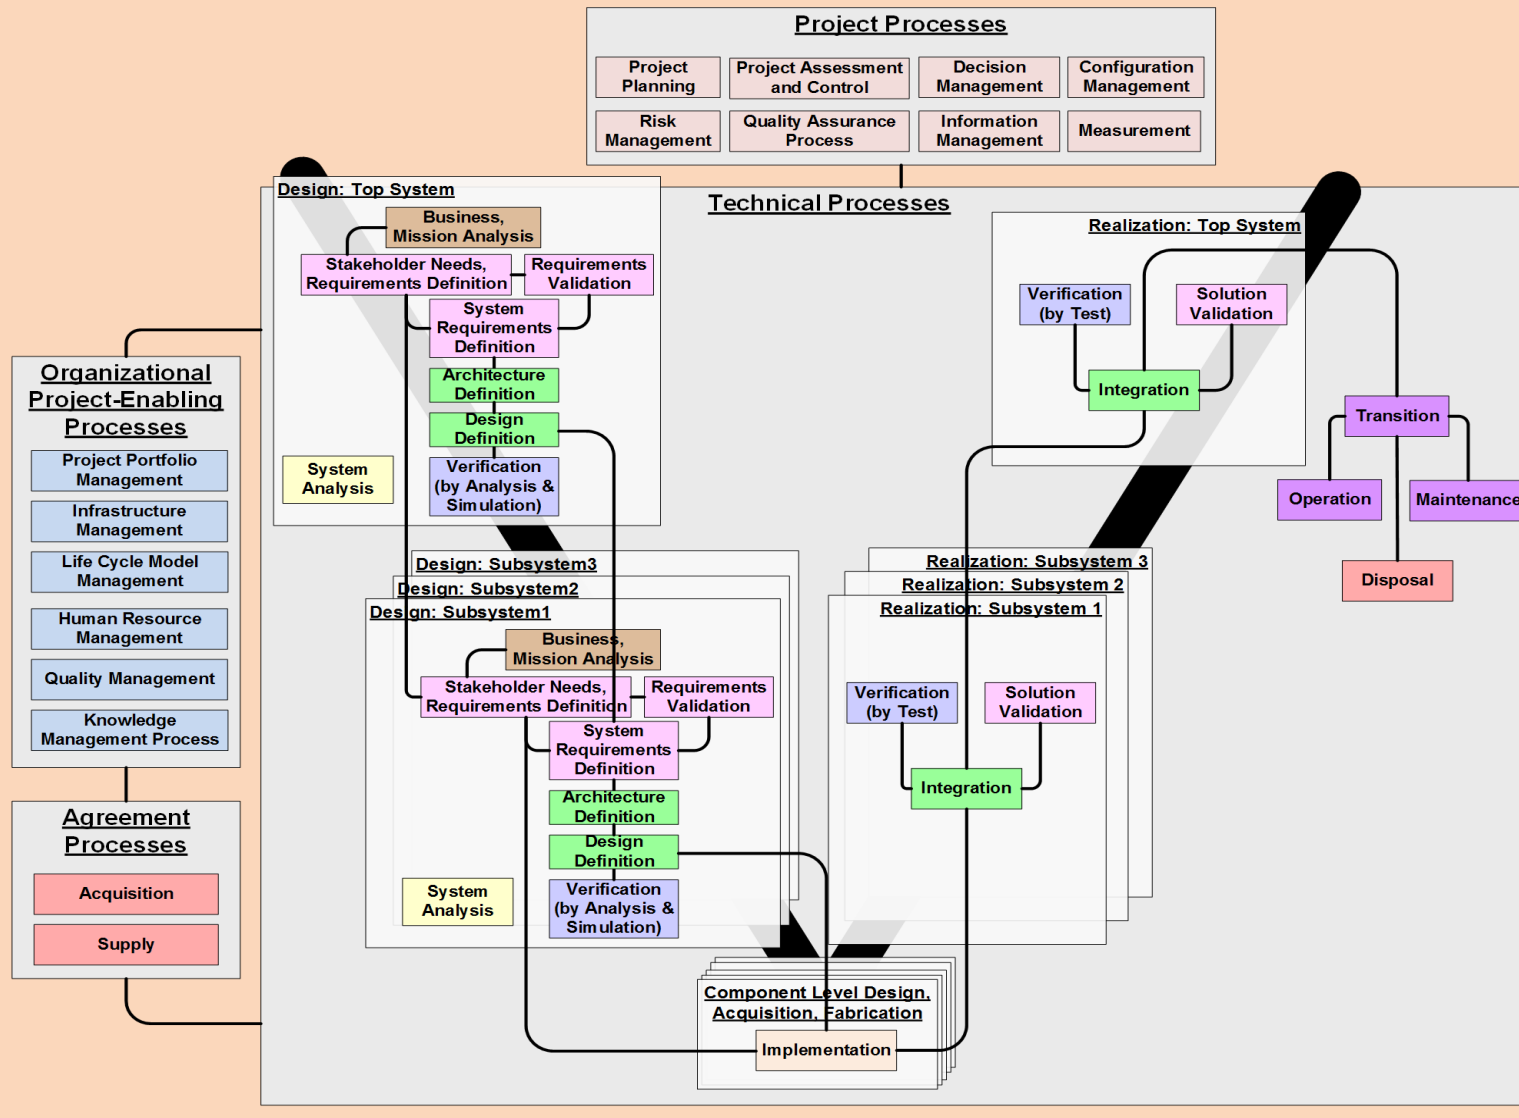 Project Processes
Project
Planning
Project Assessment
and Control
Decision
Management
Configuration
Management
Risk
Management
Quality Assurance
Process
Information
Management
Measurement
Technical Processes
Design: Top System
Business,
Mission Analysis
Stakeholder Needs,
Requirements Definition
Requirements
Validation
System
Requirements
Definition
Architecture
Definition
Design
Definition
System
Analysis
Verification
(by Analysis &
Simulation)
Realization: Top System
Verification
(by Test)
Solution
Validation
Integration
Transition
Operation
Maintenance
Disposal
Organizational
Project-Enabling
Processes
Project Portfolio
Management
Infrastructure
Management
Life Cycle Model
Management
Human Resource
Management
Quality Management
Knowledge
Management Process
Agreement
Processes
Acquisition
Supply
Design: Subsystem3
Design: Subsystem2
Design: Subsystem1
Business,
Mission Analysis
Stakeholder Needs,
Requirements Definition
Requirements
Validation
System
Requirements
Definition
Architecture
Definition
Design
Definition
System
Analysis
Verification
(by Analysis &
Simulation)
Realization: Subsystem 3
Realization: Subsystem 2
Realization: Subsystem 1
Verification
(by Test)
Solution
Validation
Integration
Component Level Design,
Acquisition, Fabrication
Implementation